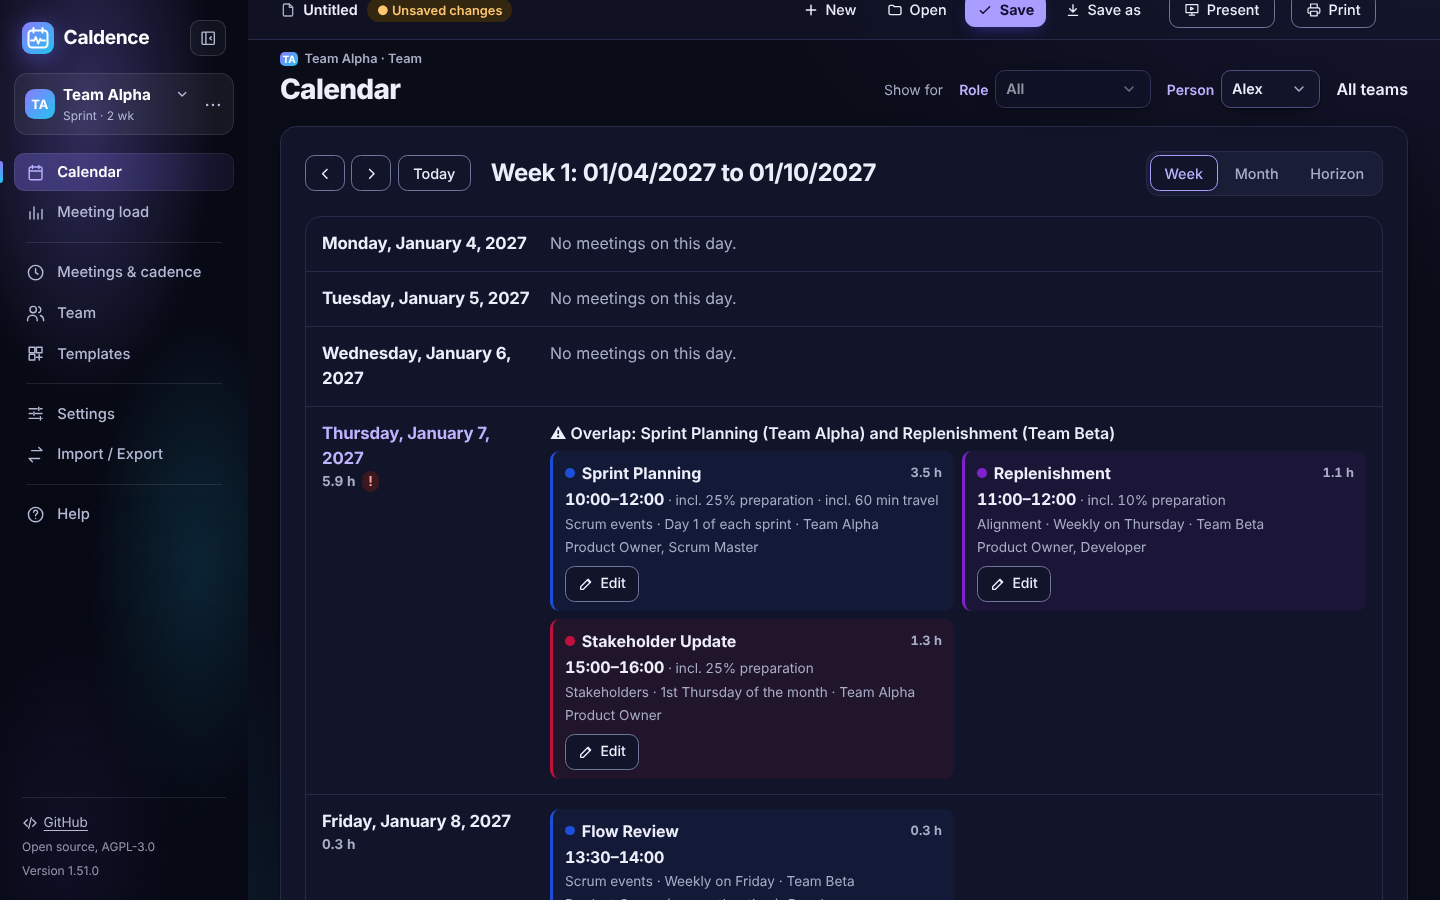 Caldence
TA
Team Alpha
Sprint · 2 wk
Calendar
Meeting load
Meetings & cadence
Team
Templates
Settings
Import / Export
Help
GitHub
Open source, AGPL-3.0
Version 1.51.0
Untitled
Unsaved changes
New
Open
Save
Save as
Present
Print
TA Team Alpha · Team
Calendar
Show for Role All Person Alex All teams
Today
Week 1: 01/04/2027 to 01/10/2027
Week Month Horizon
Monday, January 4, 2027 No meetings on this day.
Tuesday, January 5, 2027 No meetings on this day.
Wednesday, January 6, 2027 No meetings on this day.
Thursday, January 7, 2027
5.9 h !
Overlap: Sprint Planning (Team Alpha) and Replenishment (Team Beta)
Sprint Planning 3.5 h
10:00–12:00 · incl. 25% preparation · incl. 60 min travel
Scrum events · Day 1 of each sprint · Team Alpha
Product Owner, Scrum Master
Edit
Replenishment 1.1 h
11:00–12:00 · incl. 10% preparation
Alignment · Weekly on Thursday · Team Beta
Product Owner, Developer
Edit
Stakeholder Update 1.3 h
15:00–16:00 · incl. 25% preparation
Stakeholders · 1st Thursday of the month · Team Alpha
Product Owner
Edit
Friday, January 8, 2027
0.3 h
Flow Review 0.3 h
13:30–14:00
Scrum events · Weekly on Friday · Team Beta